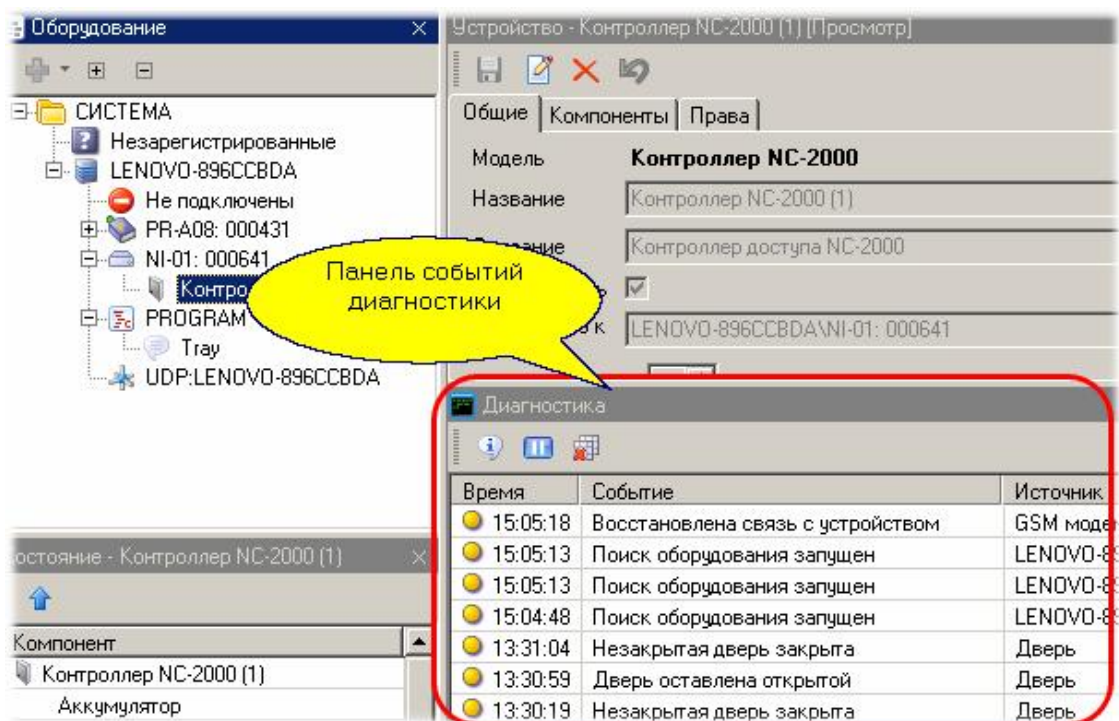 Оборудование
СИСТЕМА
Незарегистрированные
LENOVO-896CCBDA
Не подключены
PR-A08: 000431
NI-01: 000641
PROGRAM
Tray
UDP:LENOVO-896CCBDA
Панель событий
диагностики
Устройство - Контроллер NC-2000 (1) [Просмотр]
Общие Компоненты Права
Модель Контроллер NC-2000
Название Контроллер NC-2000 (1)
Контроллер доступа NC-2000
к LENOVO-896CCBDA\NI-01: 000641
Диагностика
Время Событие Источник
15:05:18 Восстановлена связь с устройством GSM
15:05:13 Поиск оборудования запущен
15:05:13 Поиск оборудования запущен
15:04:48 Поиск оборудования запущен
13:31:04 Незакрытая дверь закрыта Дверь
13:30:59 Дверь оставлена открытой Дверь
13:30:19 Незакрытая дверь закрыта Дверь
- Контроллер NC-2000 (1)
Компонент
Контроллер NC-2000 (1)
Аккумулятор